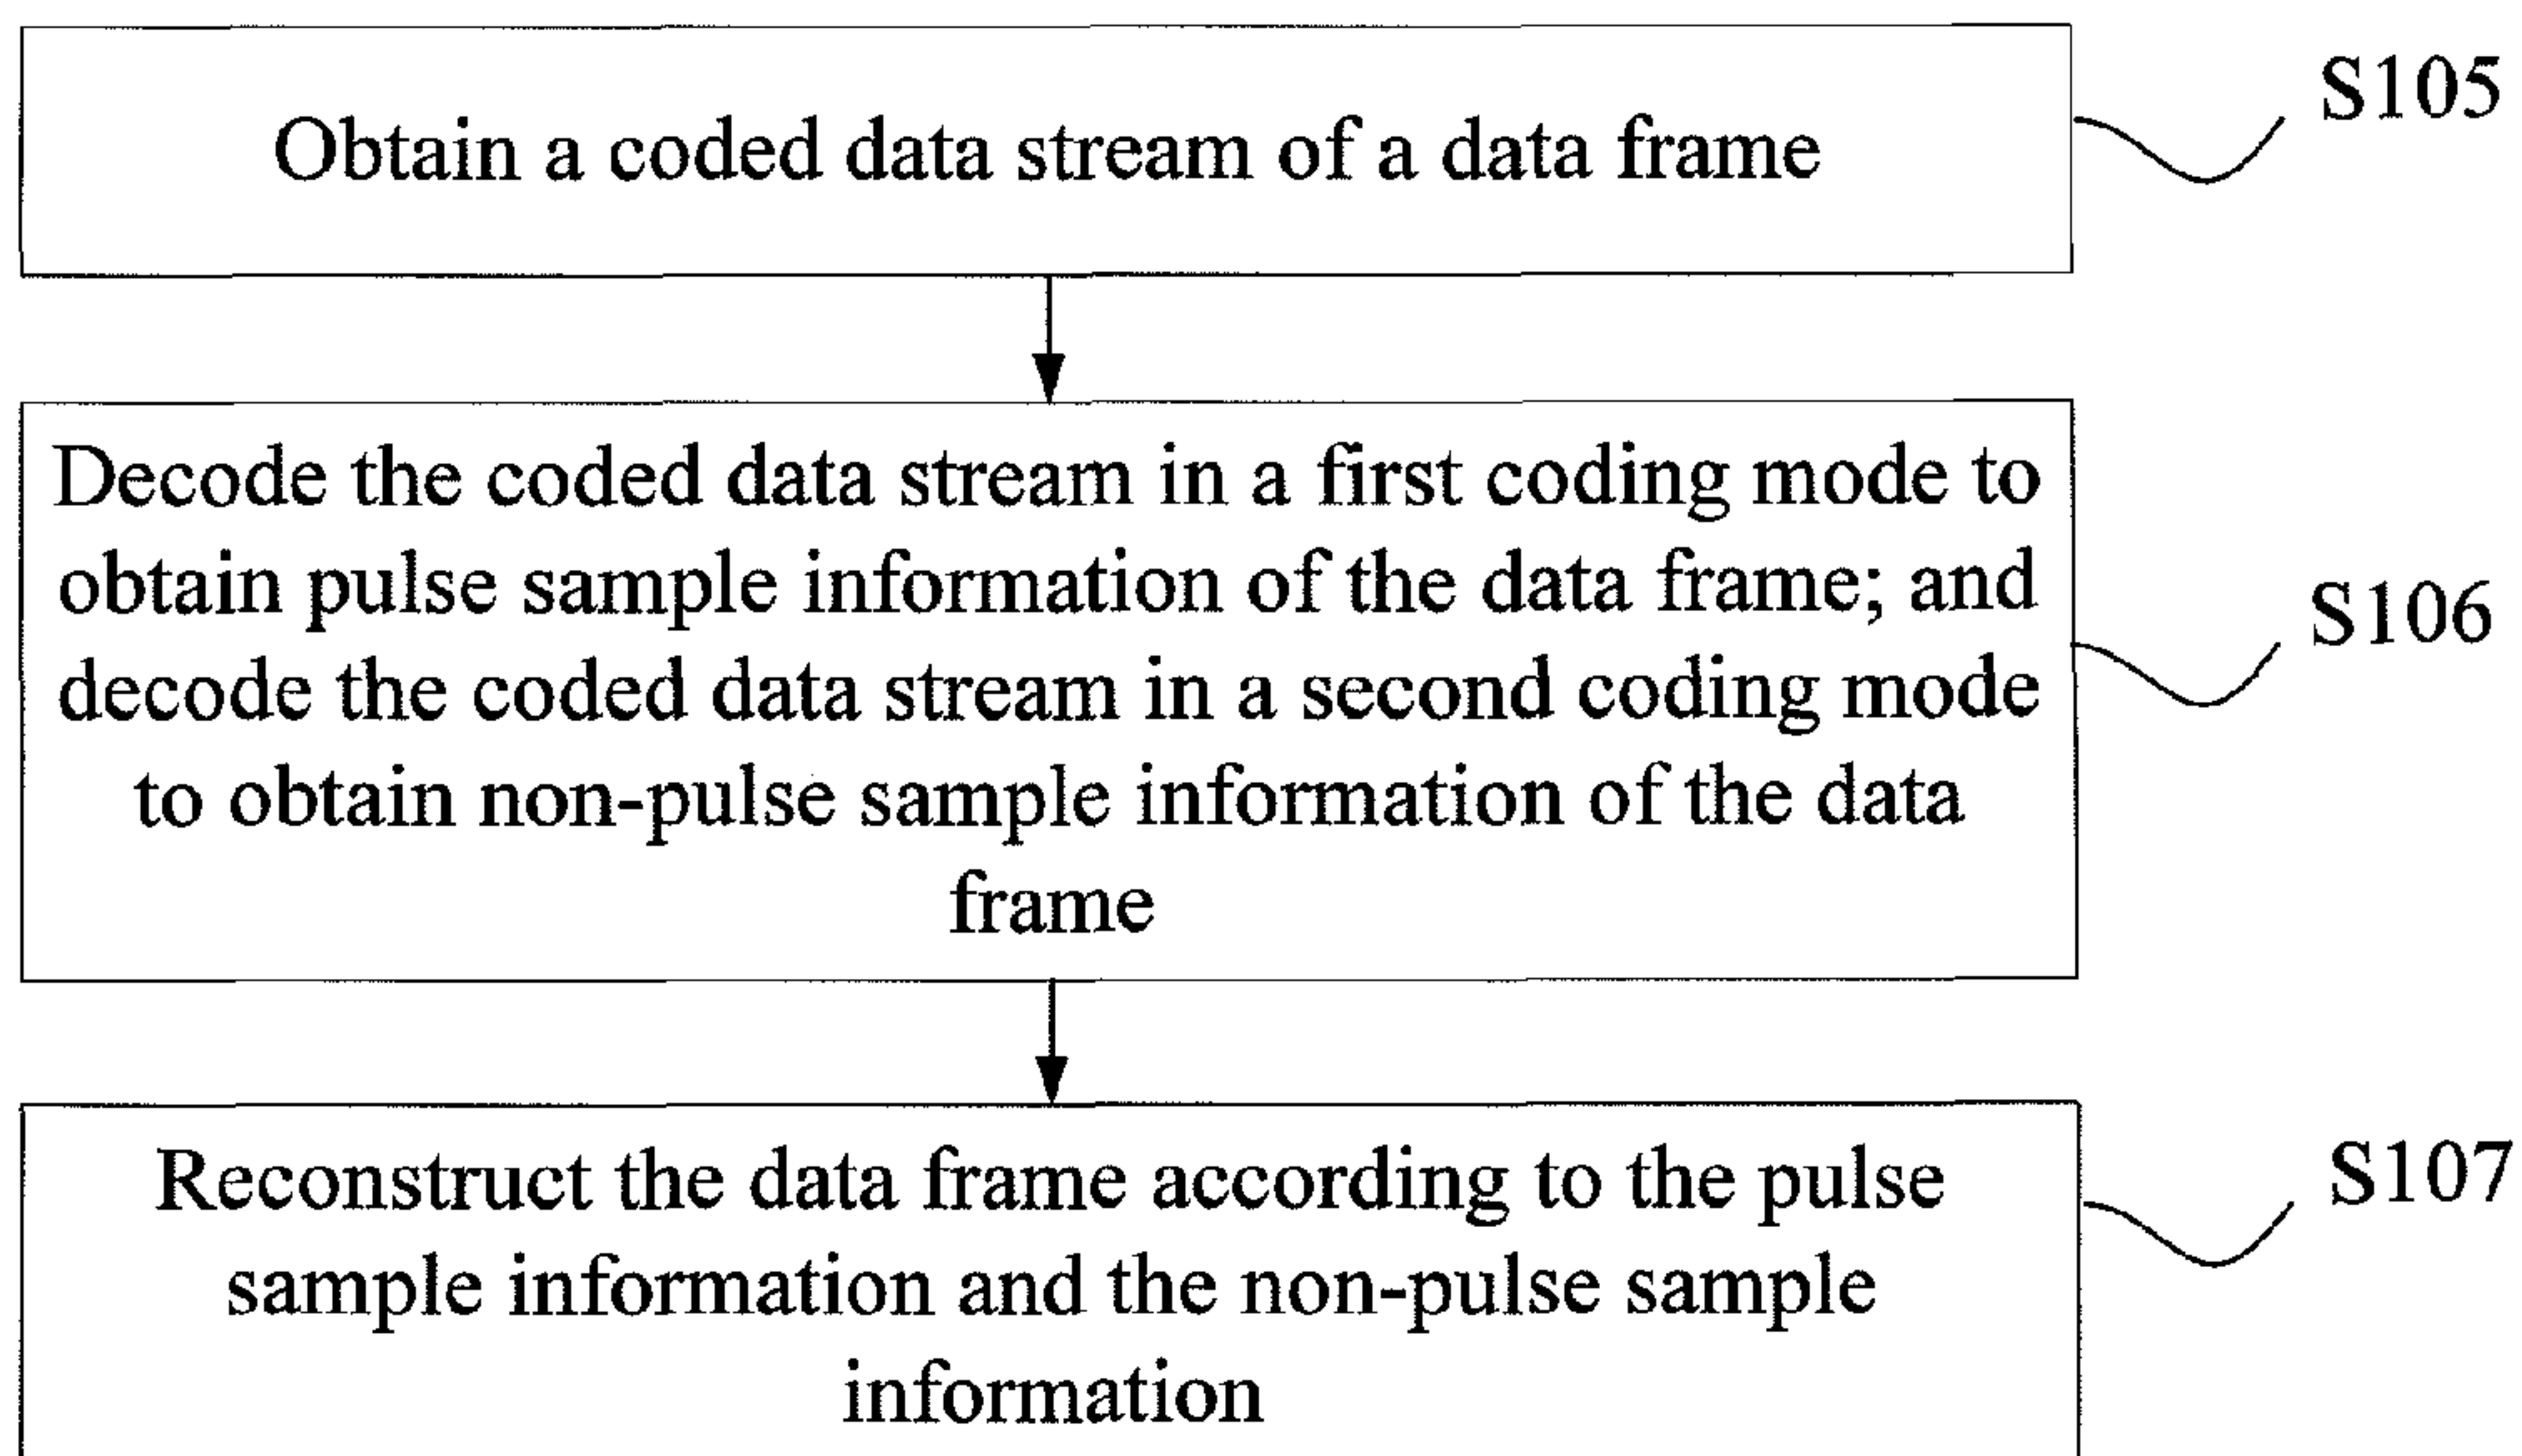 Obtain a coded data stream of a data frame
S105
Decode the coded data stream in a first coding mode to
obtain pulse sample information of the data frame; and
decode the coded data stream in a second coding mode
to obtain non-pulse sample information of the data
frame
S106
Reconstruct the data frame according to the pulse
sample information and the non-pulse sample
information
S107